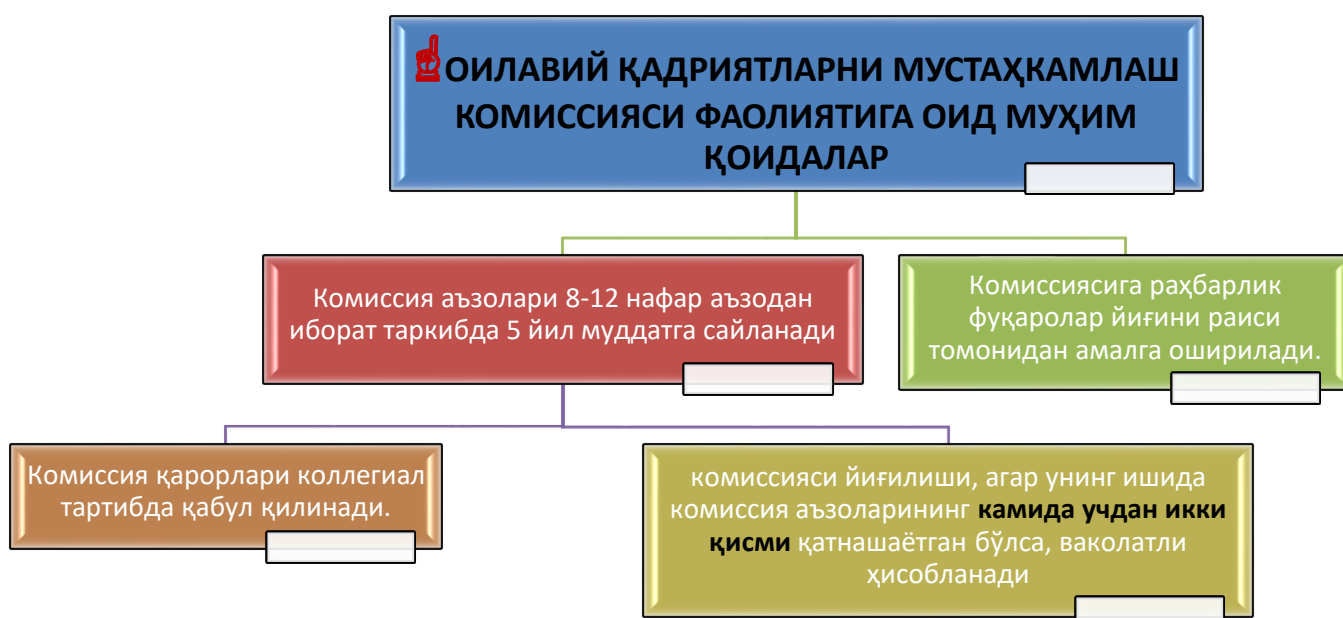 ☝ОИЛАВИЙ ҚАДРИЯТЛАРНИ МУСТАҲКАМЛАШ
КОМИССИЯСИ ФАОЛИЯТИГА ОИД МУҲИМ
ҚОИДАЛАР
Комиссия аъзолари 8-12 нафар аъзодан
иборат таркибда 5 йил муддатга сайланади
Комиссиясига раҳбарлик
фуқаролар йиғини раиси
томонидан амалга оширилади.
Комиссия қарорлари коллегиал
тартибда қабул қилинади.
комиссияси йиғилиши, агар унинг ишида
комиссия аъзоларининг камида учдан икки
қисми қатнашаётган бўлса, ваколатли
ҳисобланади